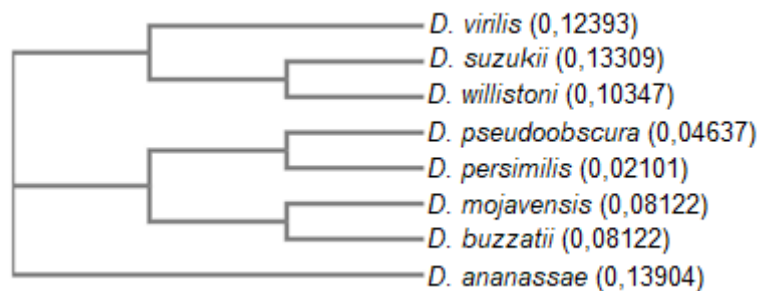 D. virilis (0,12393)
D. suzukii (0,13309)
D. willistoni (0,10347)
D. pseudoobscura (0,04637)
D. persimilis (0,02101)
D. mojavensis (0,08122)
D. buzzatii (0,08122)
D. ananassae (0,13904)